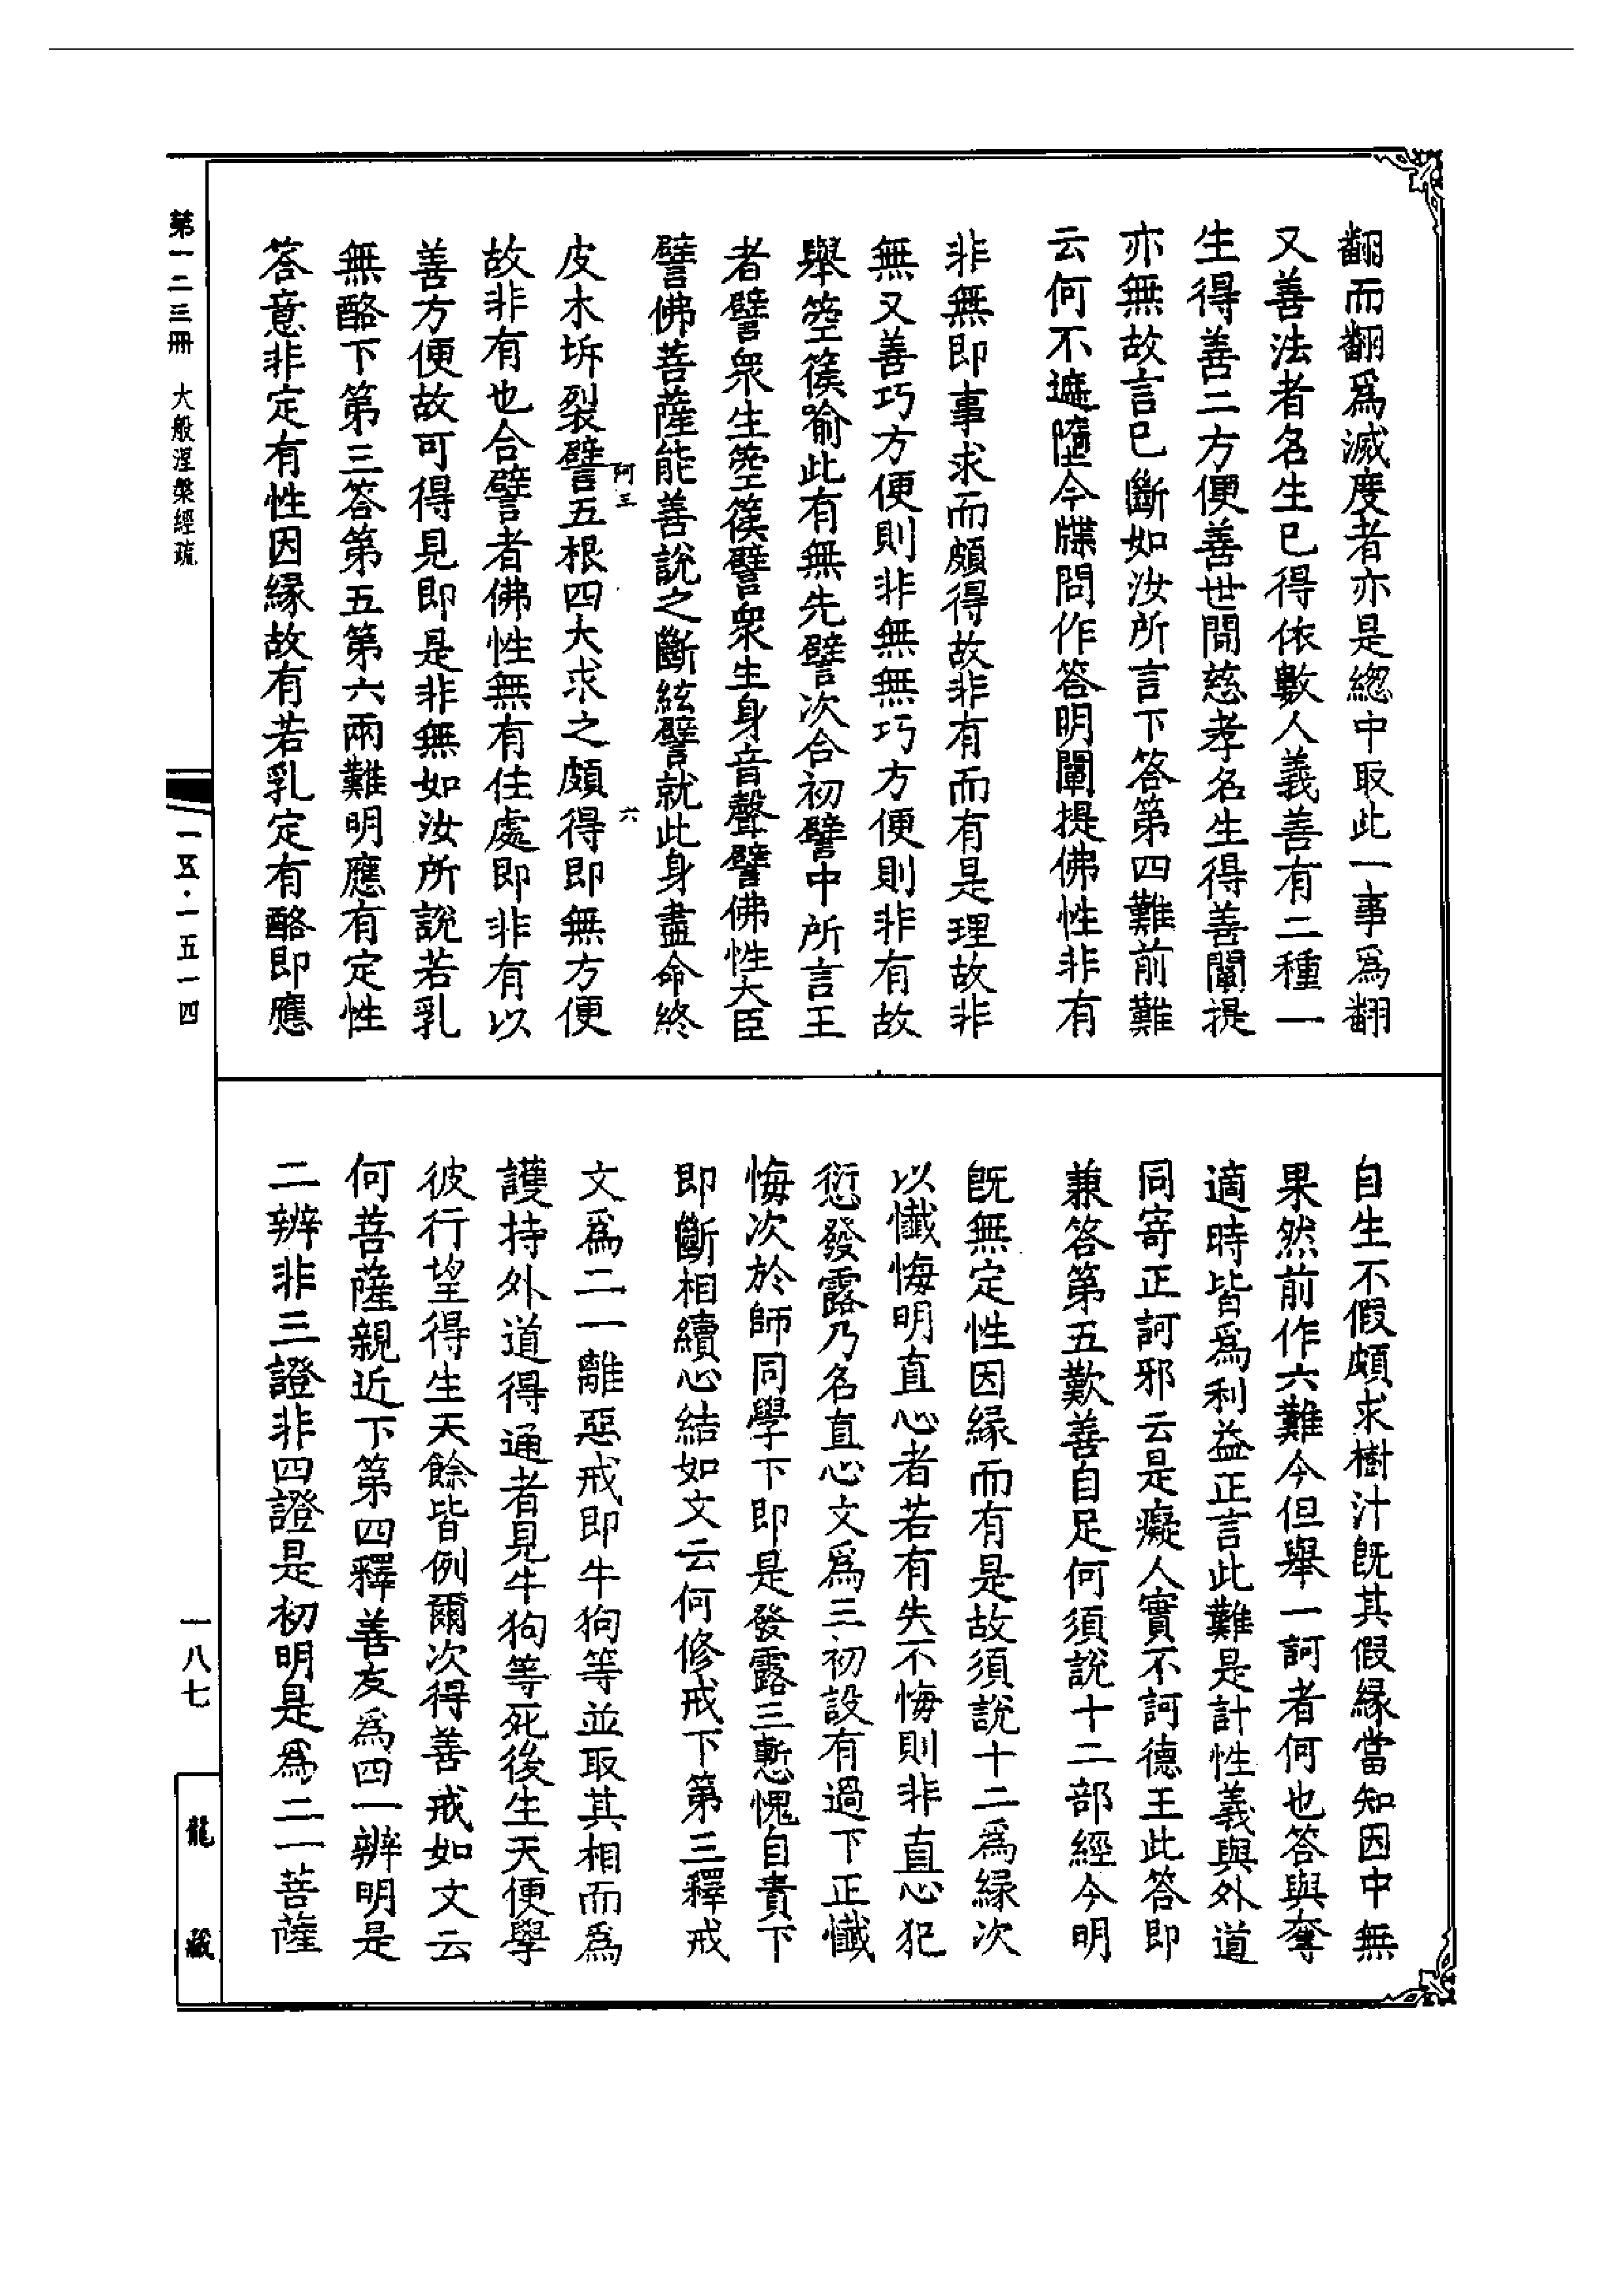 翻而翻為滅度者亦是緫中取此一事為翻
又善法者名生已得依數人義善有二種一
生得善二方便善世間慈孝名生得善闡提
亦無故言已斷如汝所言下答第四難前難
云何不遮墮今牒問作答明闡提佛性非有
非無即事求而頗得故非有而有是理故非
無又善巧方便則非無無巧方便則非有故
舉箜篌喻此有無先譬次合初譬中所言王
者譬衆生箜篌譬衆生身音聲譬佛性大臣
譬佛菩薩能善說之斷絃譬就此身盡命終
阿三
六
皮木坼裂譬五根四大求之頗得即無方便
故非有也合譬者佛性無有住處即非有以
善方便故可得見即是非無如汝所說若乳
無酪下第三答第五第六兩難明應有定性
答意非定有性因緣故有若乳定有酪即應
自生不假頗求樹汁旣其假緣當知因中無
果然前作六難今但舉一訶者何也答與奪
適時皆為利益正言此難是計性義與外道
同寄正訶邪云是癡人實不訶德王此答即
兼答第五歎善自足何須說十二部經今明
旣無定性因緣而有是故須說十二為緣次
以懺悔明直心者若有失不悔則非直心犯
愆發露乃名直心文為三初設有過下正懺
悔次於師同學下即是發露三慙愧自責下
即斷相續心結如文云何修戒下第三釋戒
文為二一離惡戒即牛狗等並取其相而為
護持外道得通者見牛狗等死後生天便學
彼行望得生天餘皆例爾次得善戒如文云
何菩薩親近下第四釋善友為四一辨明是
二辨非三證非四證是初明是為二一菩薩
第一二三冊 大般涅槃經疏
一五·一五一四
一八七
龍藏